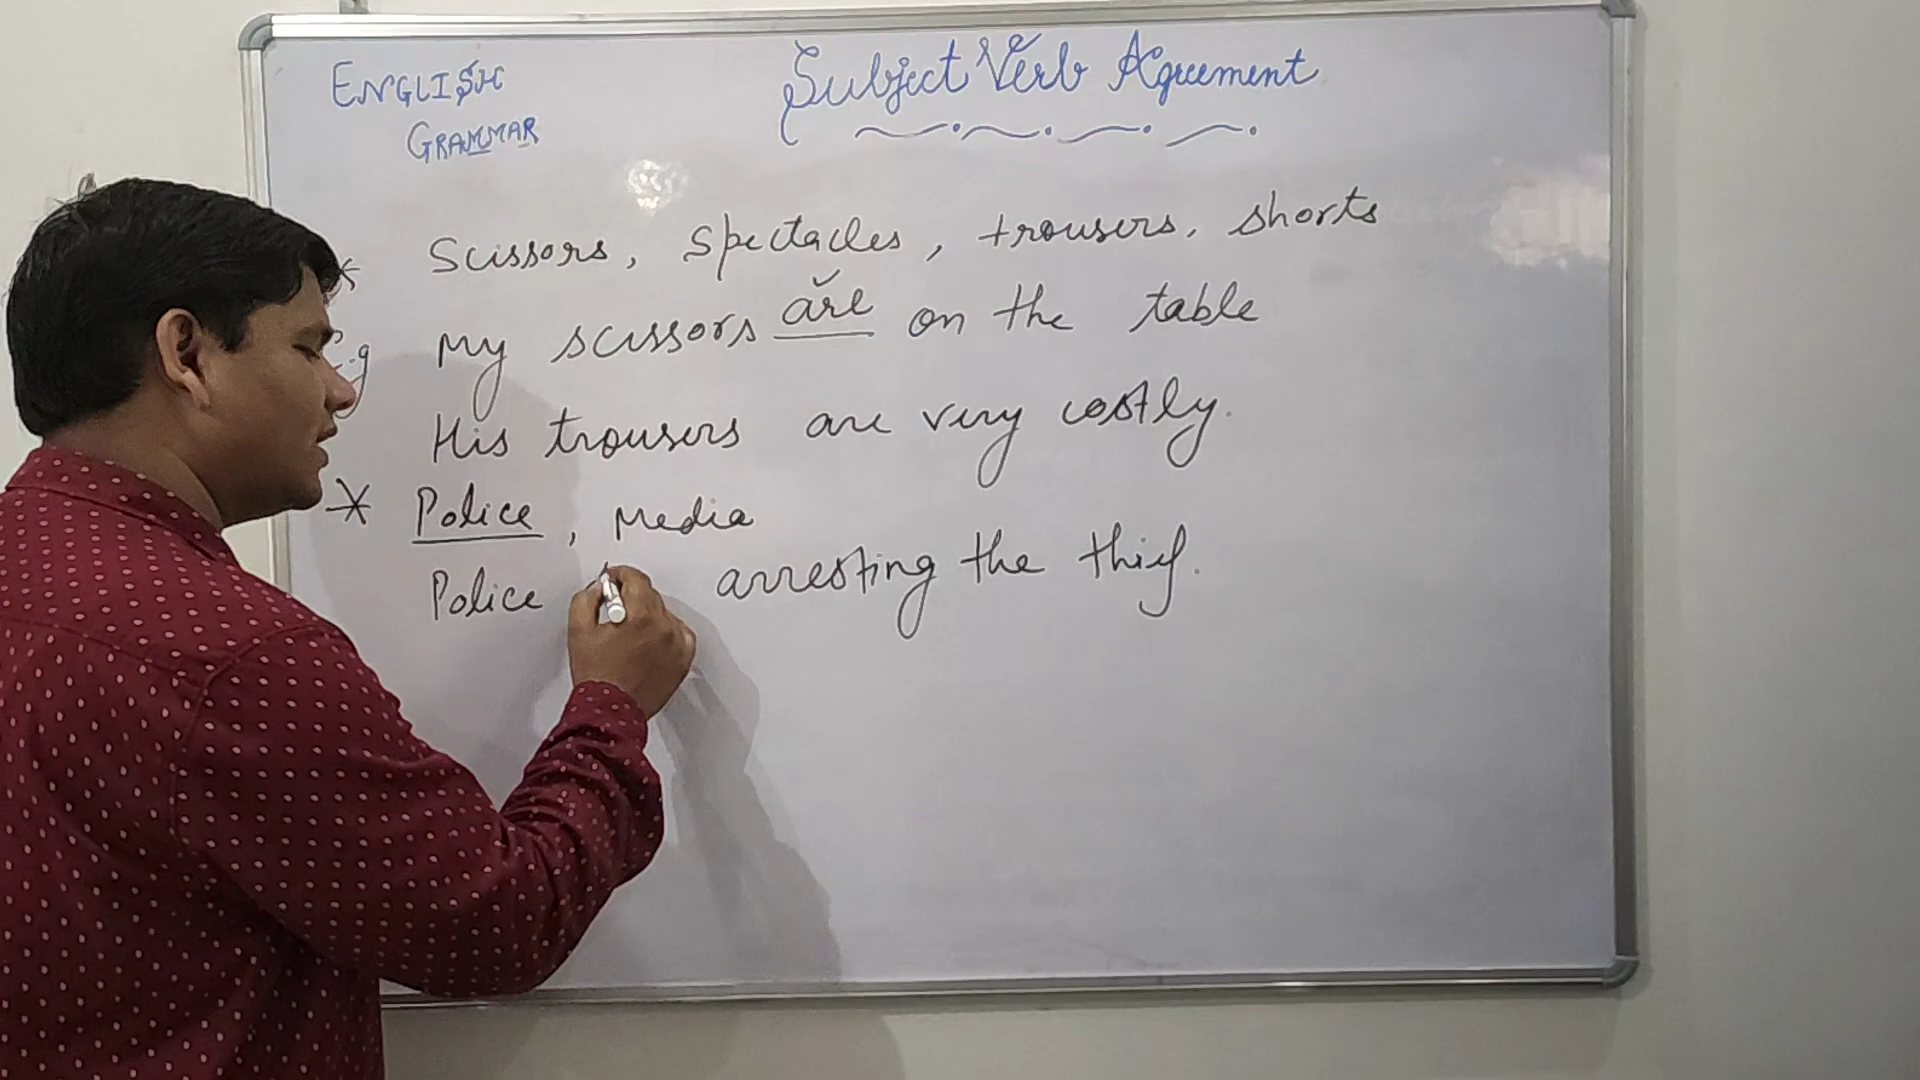 ENGLISH
GRAMMAR
Subject Verb Agreement
* Scissors, Spectacles, trousers, shorts
E.g My scissors are on the table
His trousers are very costly.
* Police, Media
Police arresting the thief.